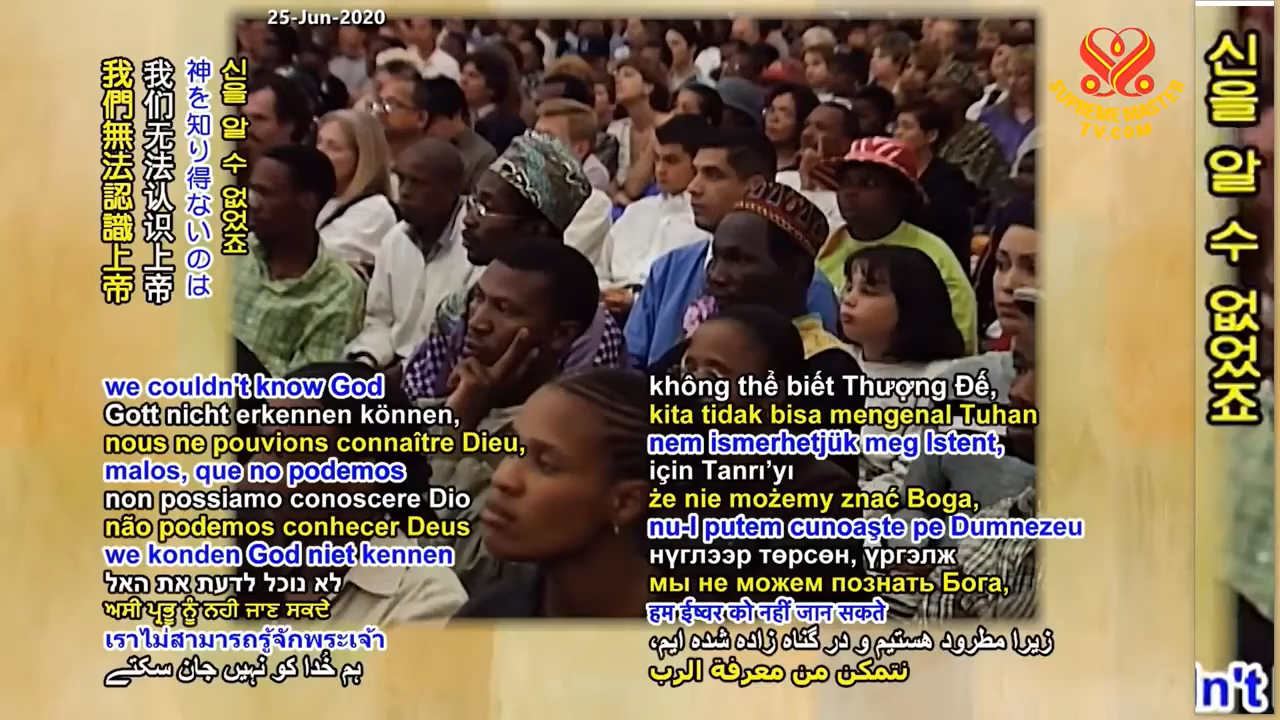 25-Jun-2020
SUPREME MASTER
TV.COM
신을 알 수 없었죠
神を知り得ないのは
我们无法认识上帝
我們無法認識上帝
we couldn't know God
Gott nicht erkennen können,
nous ne pouvions connaître Dieu,
malos, que no podemos
non possiamo conoscere Dio
não podemos conhecer Deus
we konden God niet kennen
לא נוכל לדעת את האל
ਅਸੀ ਪ੍ਰਭੂ ਨੂੰ ਨਹੀ ਜਾਣ ਸਕਦੇ
เราไม่สามารถรู้จักพระเจ้า
ہم خُدا کو نہیں جان سکتے
không thể biết Thượng Đế,
kita tidak bisa mengenal Tuhan
nem ismerhetjük meg Istent,
için Tanrı’yı
że nie możemy znać Boga,
nu-l putem cunoaşte pe Dumnezeu
нүглээр төрсөн, үргэлж
мы не можем познать Бога,
हम ईष्वर को नहीं जान सकते
زیرا مطرود هستیم و در گناه زاده شده ایم،
نتمكن من معرفة الرب
신을 알 수 없었죠
n't